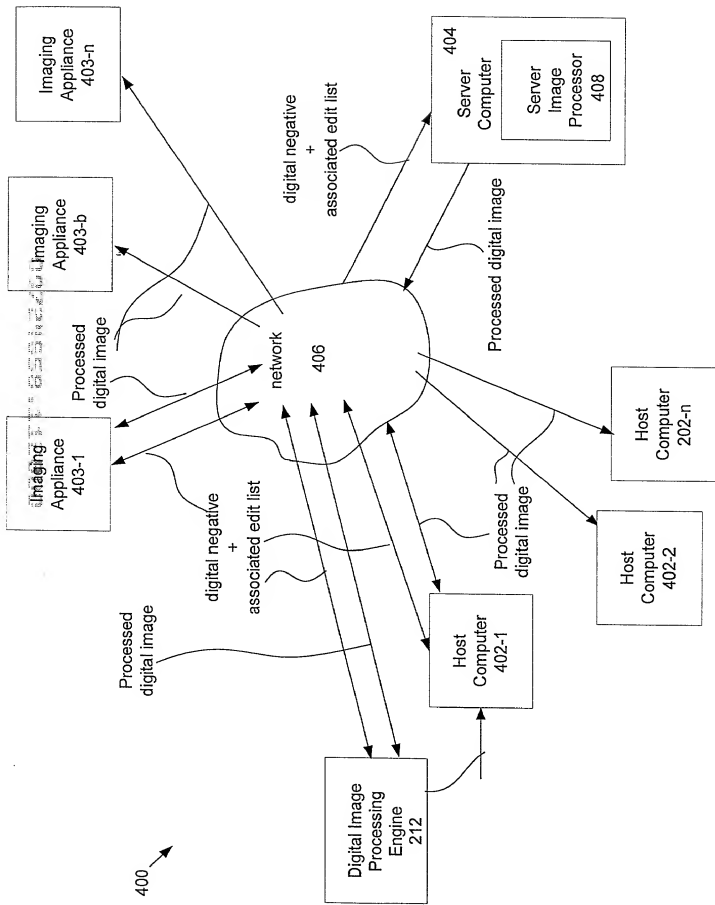 400
Digital Image
Processing
Engine
212
Processed
digital image
digital negative
+
associated edit list
Host
Computer
402-1
Host
Computer
402-2
Host
Computer
202-n
Processed
digital image
network
406
Imaging
Appliance
403-1
Processed
digital image
Imaging
Appliance
403-b
Imaging
Appliance
403-n
digital negative
+
associated edit list
Processed digital image
404
Server
Computer
Server
Image
Processor
408